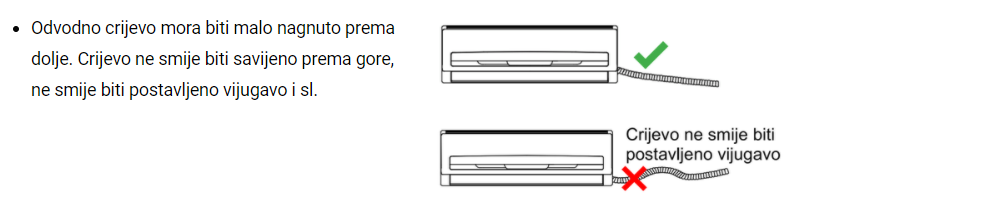 • Odvodno crijevo mora biti malo nagnuto prema
dolje. Crijevo ne smije biti savijeno prema gore,
ne smije biti postavljeno vijugavo i sl.
Crijevo ne smije biti
postavljeno vijugavo